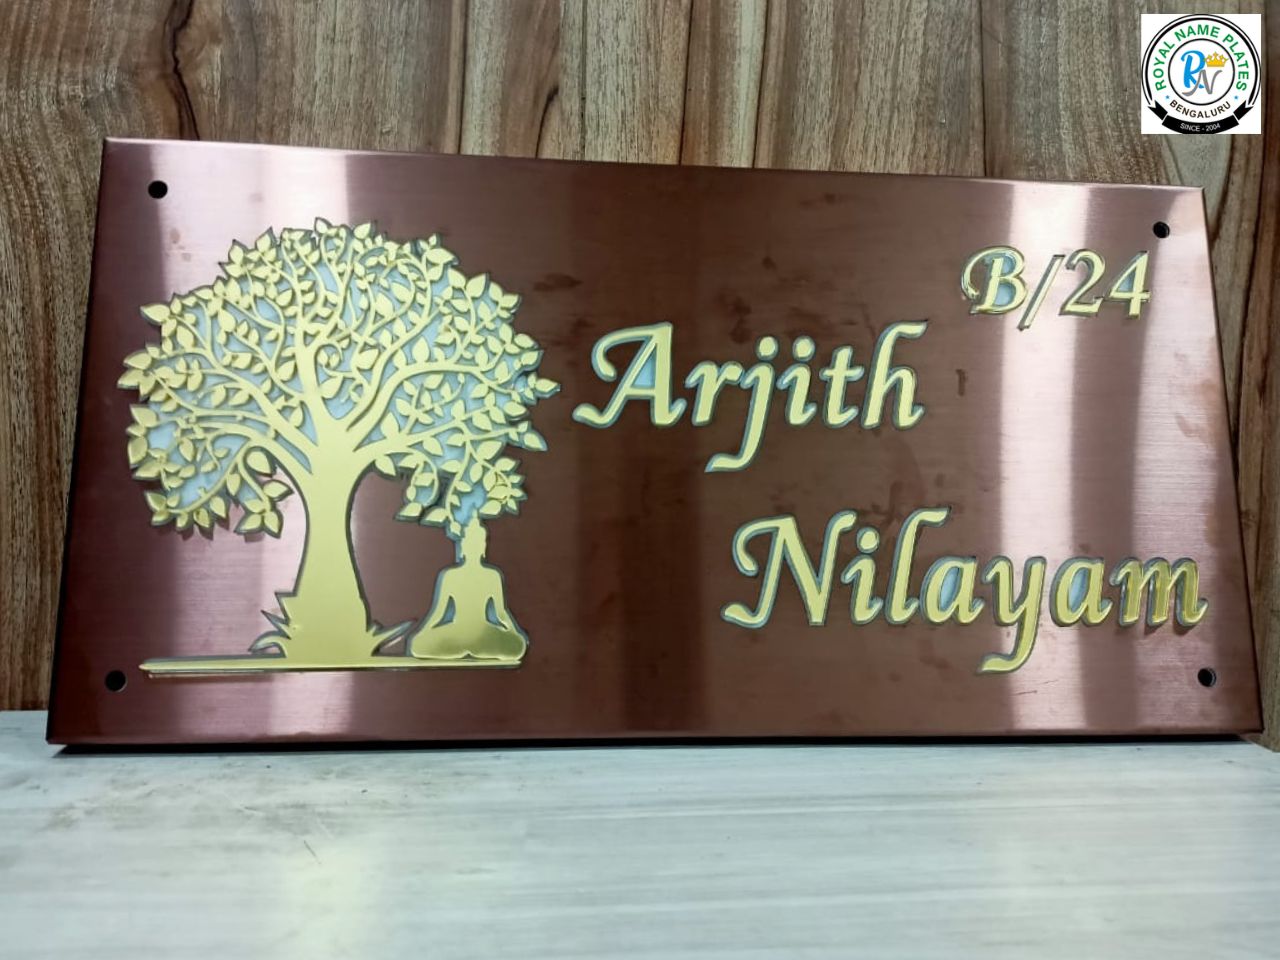 ROYAL NAME PLATES
RN
BENGALURU
SINCE - 2004
B/24
Arjith
Nilayam